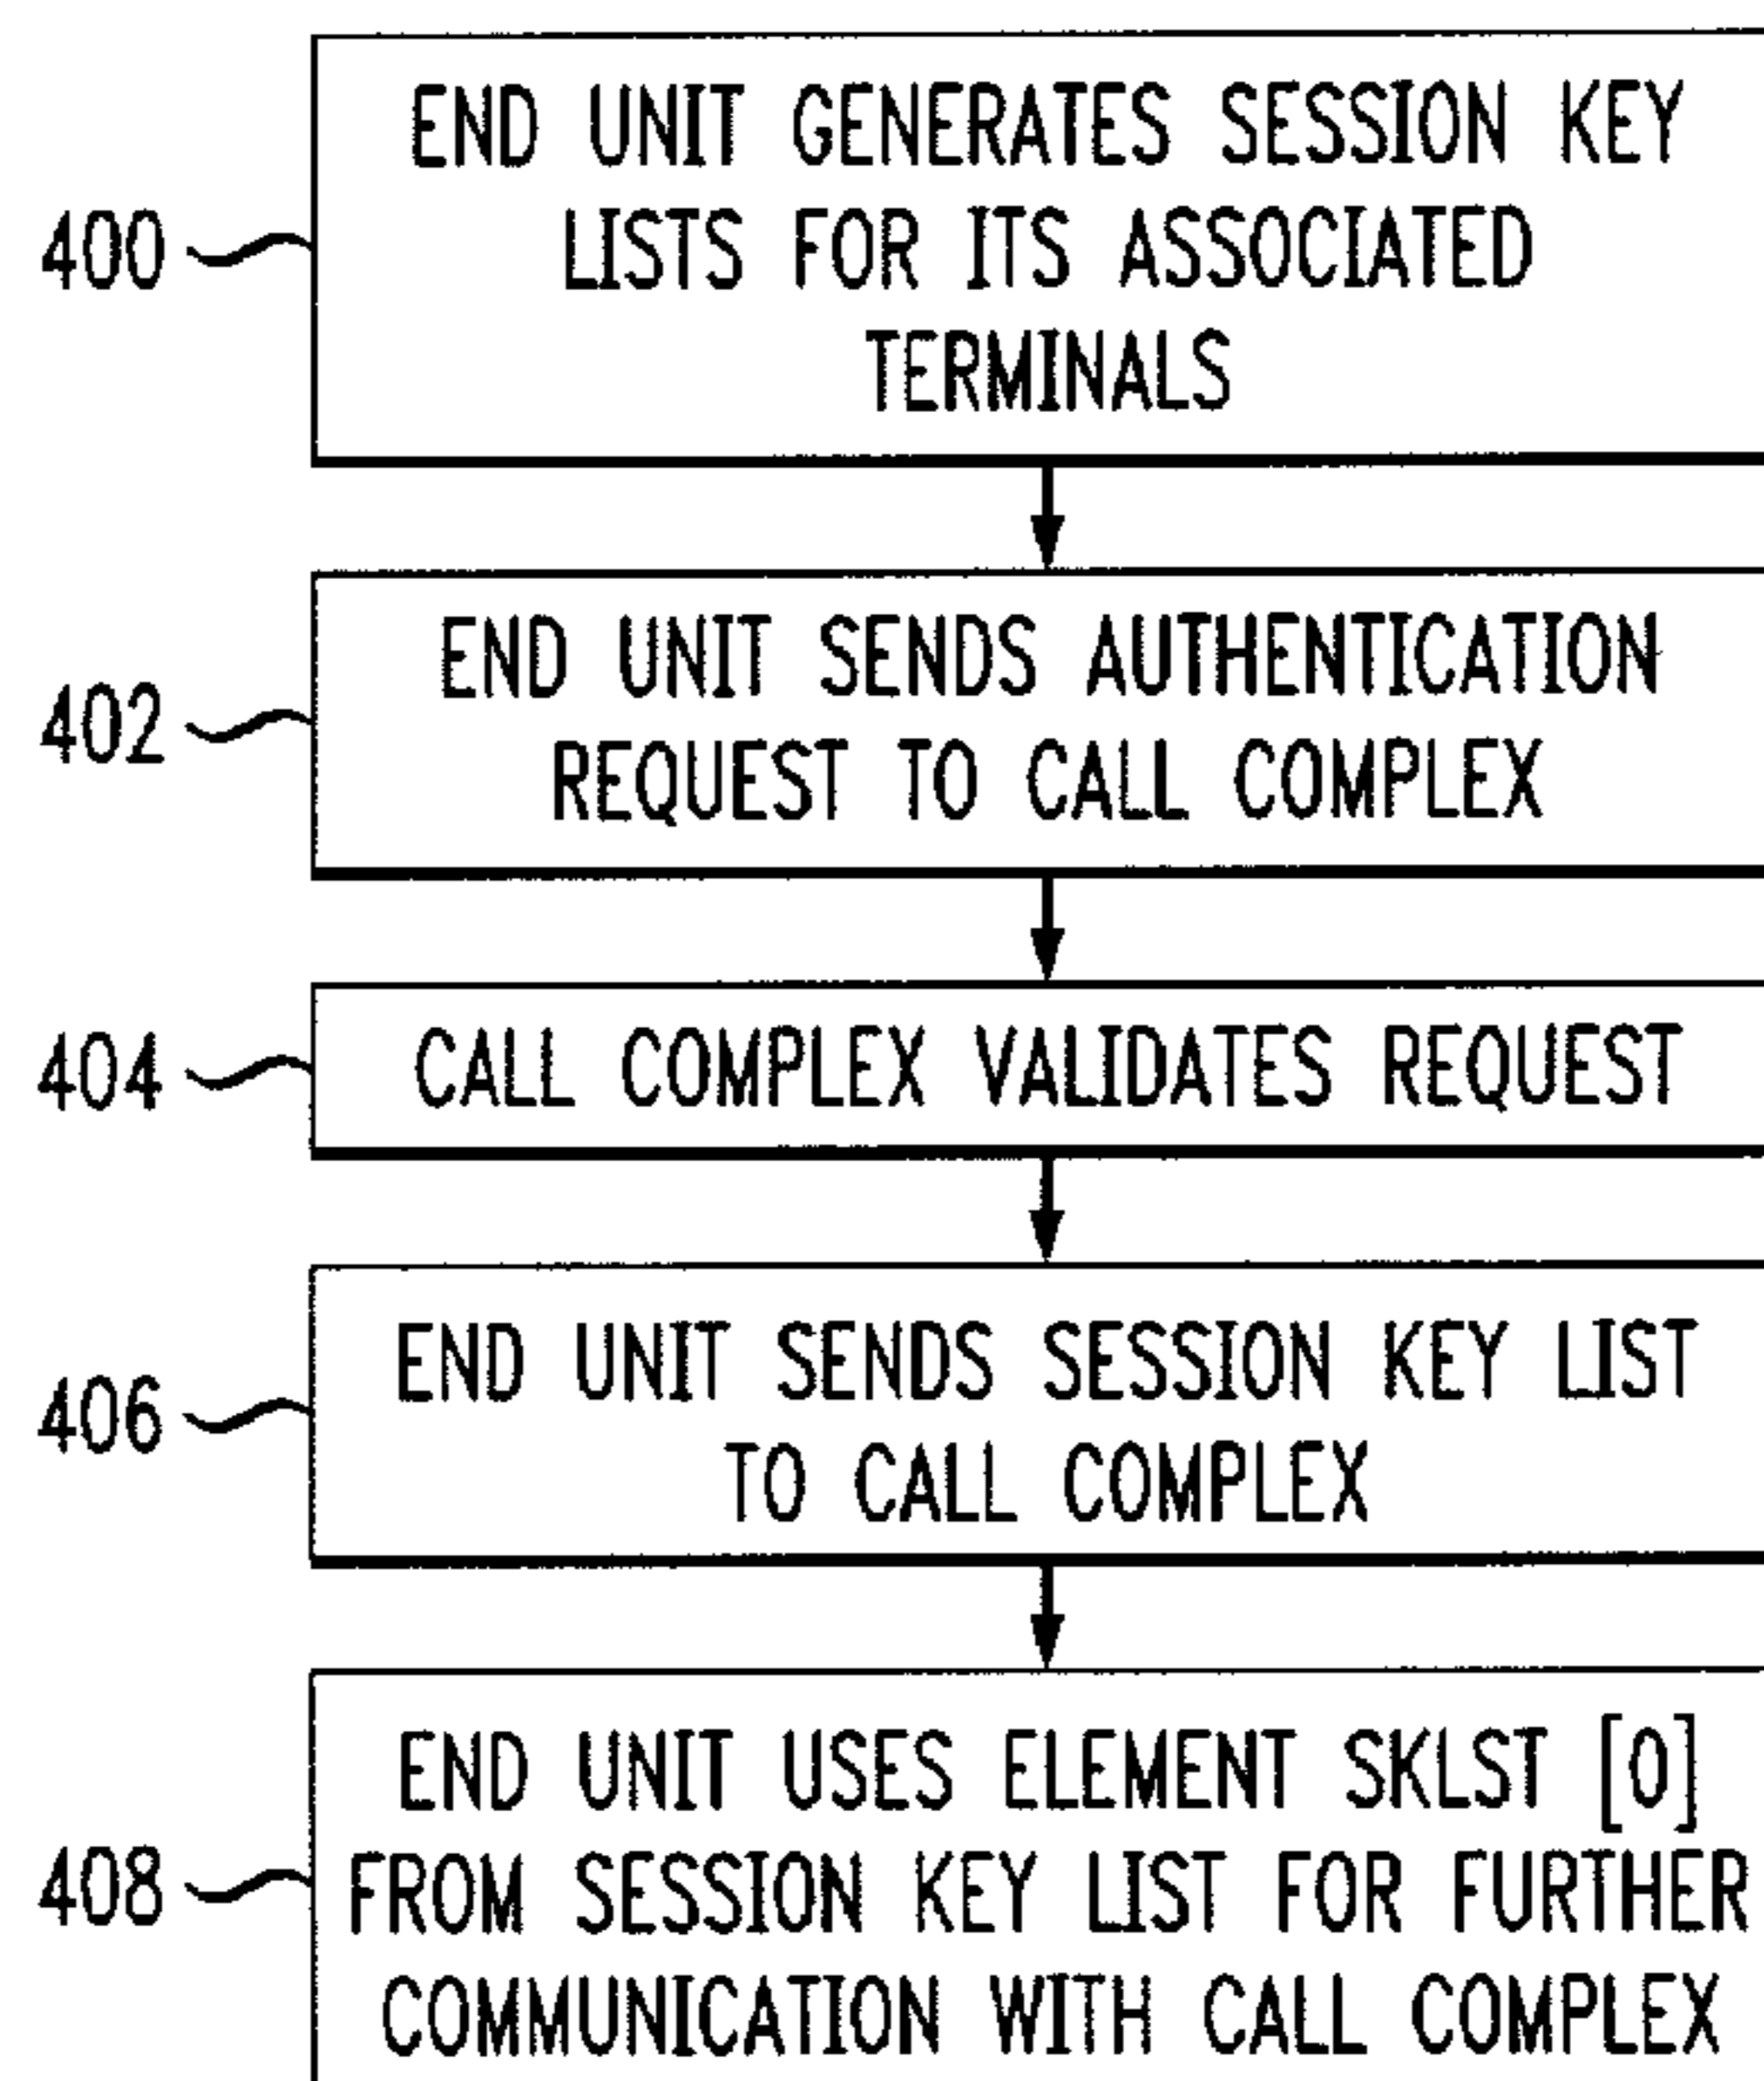 END UNIT GENERATES SESSION KEY
LISTS FOR ITS ASSOCIATED
TERMINALS
400
END UNIT SENDS AUTHENTICATION
REQUEST TO CALL COMPLEX
402
CALL COMPLEX VALIDATES REQUEST
404
END UNIT SENDS SESSION KEY LIST
TO CALL COMPLEX
406
END UNIT USES ELEMENT SKLST [0]
FROM SESSION KEY LIST FOR FURTHER
COMMUNICATION WITH CALL COMPLEX
408